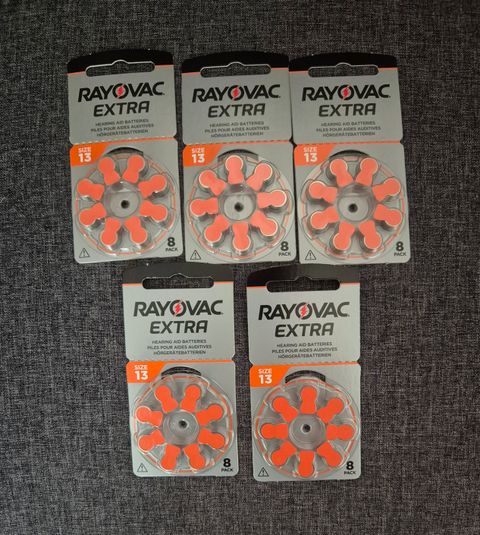 RAYOVAC
EXTRA
HEARING AID BATTERIES
PILES POUR AIDES AUDITIVES
HÖRGERÄTEBATTERIEN
SIZE
13
8
PACK
RAYOVAC
EXTRA
HEARING AID BATTERIES
PILES POUR AIDES AUDITIVES
HÖRGERÄTEBATTERIEN
SIZE
13
8
PACK
RAYOVAC
EXTRA
HEARING AID BATTERIES
PILES POUR AIDES AUDITIVES
HÖRGERÄTEBATTERIEN
SIZE
13
8
PACK
RAYOVAC
EXTRA
HEARING AID BATTERIES
PILES POUR AIDES AUDITIVES
HÖRGERÄTEBATTERIEN
SIZE
13
8
PACK
RAYOVAC
EXTRA
HEARING AID BATTERIES
PILES POUR AIDES AUDITIVES
HÖRGERÄTEBATTERIEN
SIZE
13
8
PACK